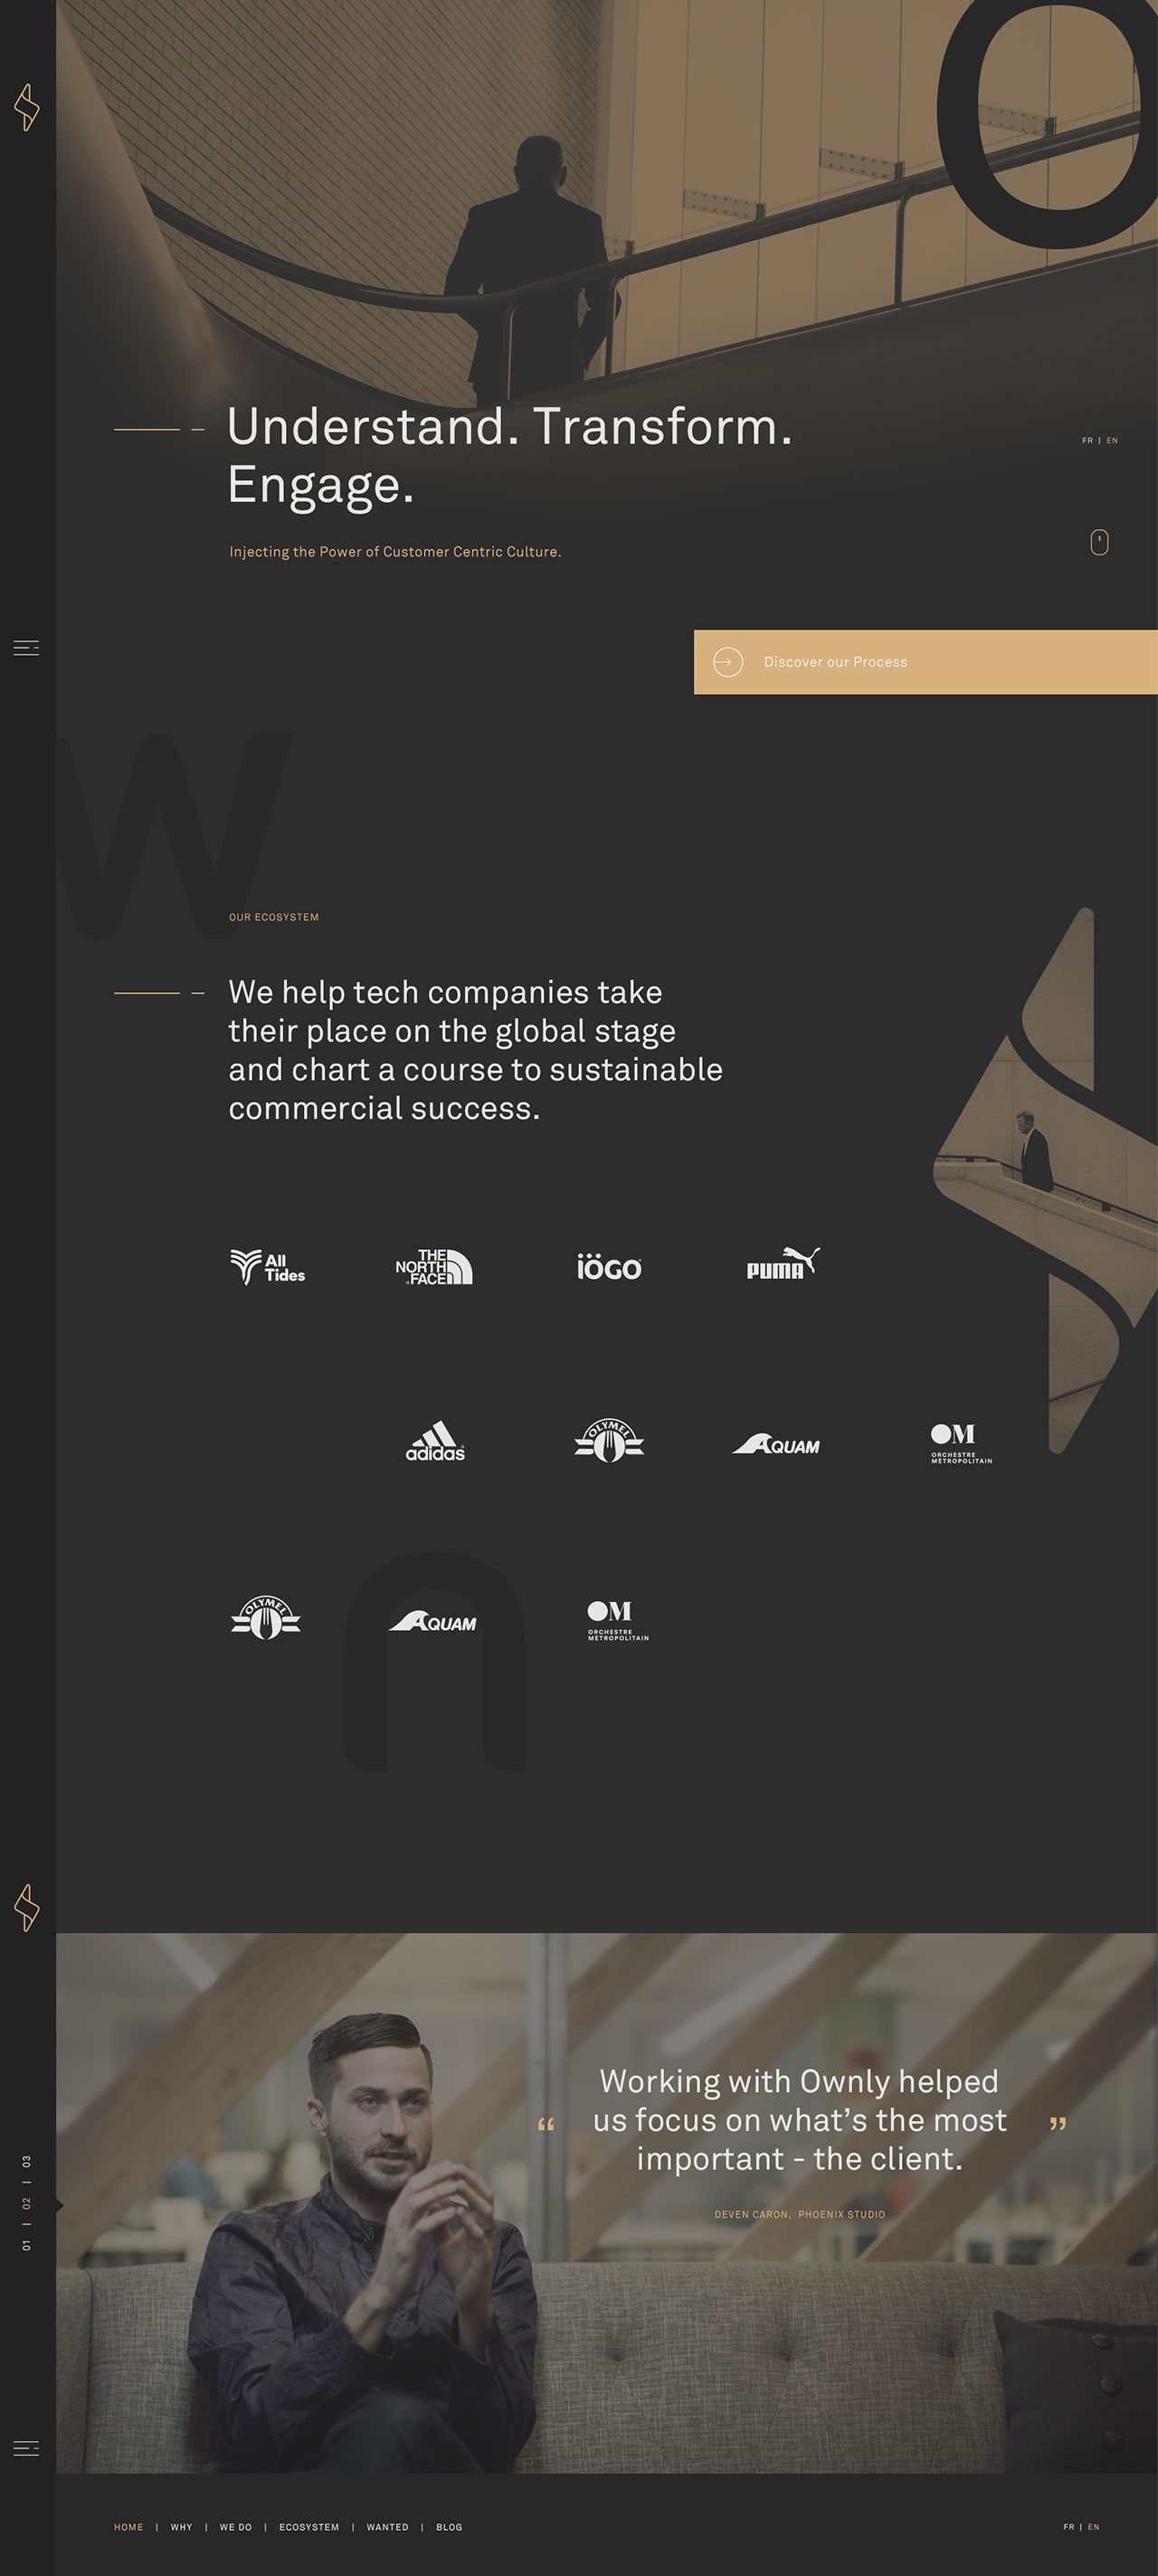 O
Understand. Transform.
Engage.
FR | EN
Injecting the Power of Customer Centric Culture.
Discover our Process
W
OUR ECOSYSTEM
We help tech companies take
their place on the global stage
and chart a course to sustainable
commercial success.
All
Tides
THE
NORTH
FACE
iÖGO
PUMA
adidas
OLYMEL
AQUAM
OM
ORCHESTRE
MÉTROPOLITAIN
n
OLYMEL
AQUAM
OM
ORCHESTRE
MÉTROPOLITAIN
Working with Ownly helped
“ us focus on what’s the most ”
important - the client.
DEVEN CARON, PHOENIX STUDIO
01 | 02 | 03
HOME | WHY | WE DO | ECOSYSTEM | WANTED | BLOG
FR | EN